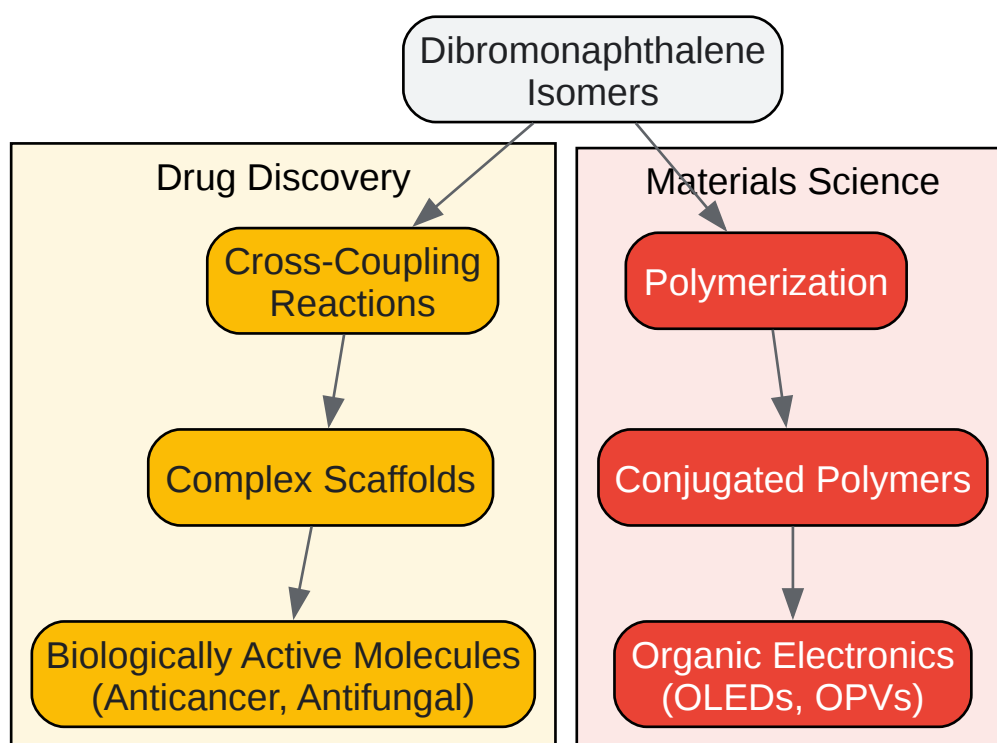 Dibromonaphthalene
Isomers
Drug Discovery
Cross-Coupling
Reactions
Complex Scaffolds
Biologically Active Molecules
(Anticancer, Antifungal)
Materials Science
Polymerization
Conjugated Polymers
Organic Electronics
(OLEDs, OPVs)